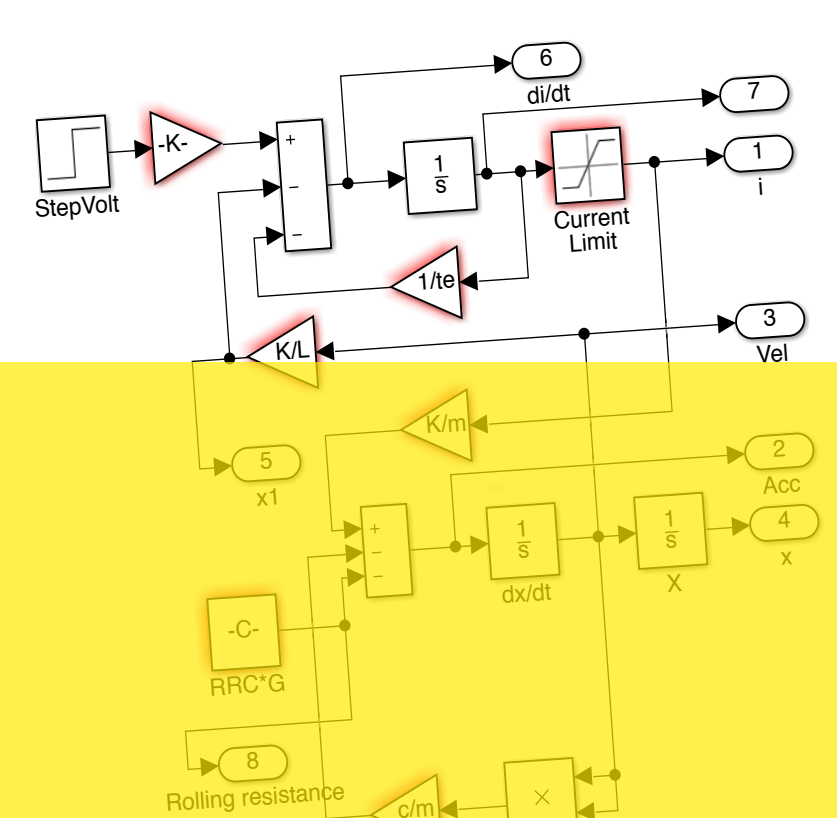 6
di/dt
7
-K-
+
StepVolt
−
−
1
s
Current
Limit
1
i
1/te
3
Vel
K/L
K/m
5
x1
2
Acc
+
−
−
1
s
dx/dt
1
s
X
4
x
-C-
RRC*G
8
Rolling resistance
c/m
×